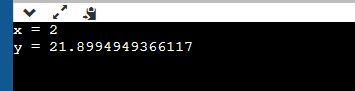 x = 2
y = 21.8994949366117